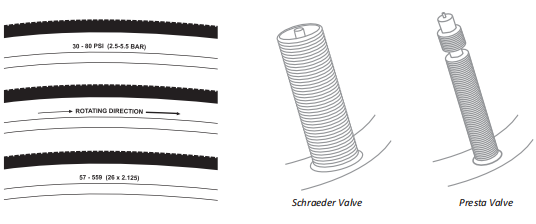 30 - 80 PSI (2.5-5.5 BAR)
ROTATING DIRECTION
57 - 559 (26 x 2.125)
Schraeder Valve
Presta Valve